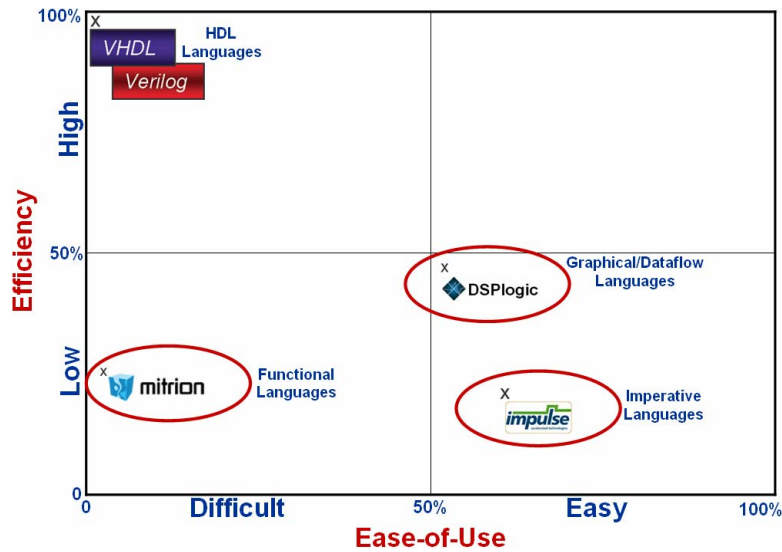 100%
x
VHDL
HDL
Languages
Verilog
High
Efficiency
50%
x
DSPlogic
Graphical/Dataflow
Languages
Low
x
mitrion
Functional
Languages
x
impulse
Imperative
Languages
0
0
Difficult
50%
Easy
100%
Ease-of-Use